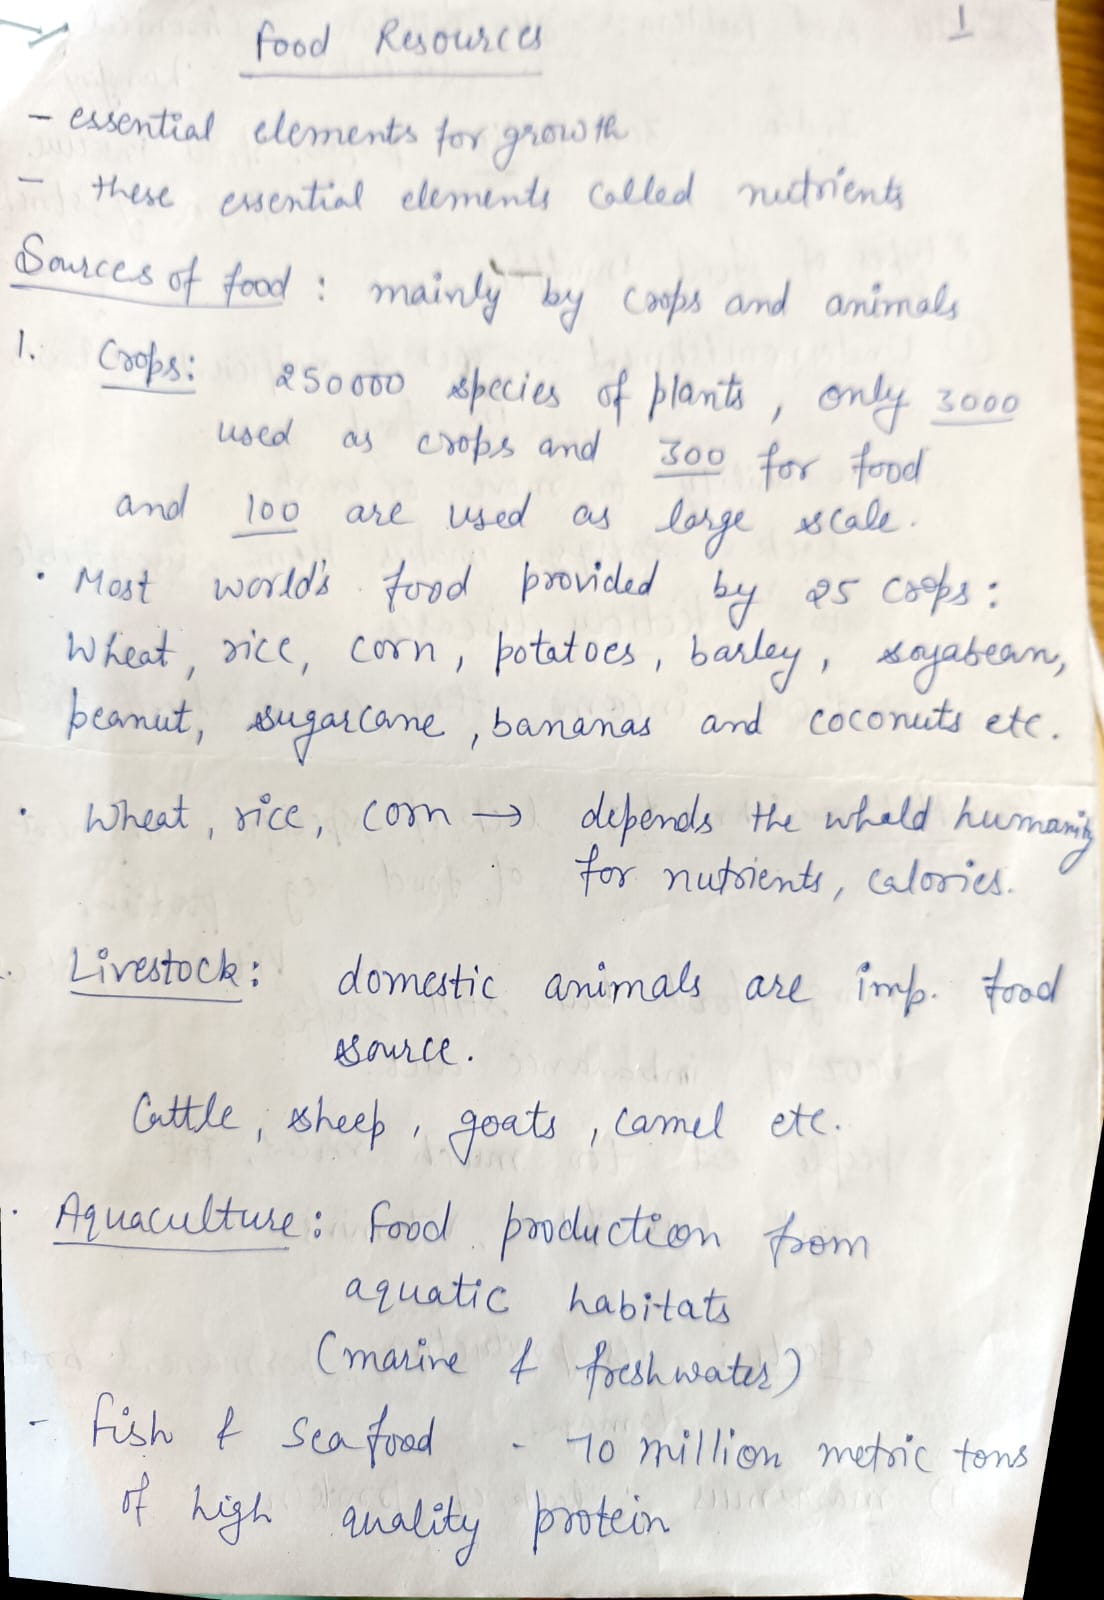 1
Food Resources
- essential elements for growth
- these essential elements called nutrients
Sources of food : mainly by crops and animals
1. Crops: 250000 species of plants, only 3000
used as crops and 300 for food
and 100 are used as large scale.
• Most world's food provided by 25 crops :
Wheat, rice, corn, potatoes, barley, soyabean,
peanut, sugarcane, bananas and coconuts etc.
• Wheat, rice, corn → depends the whold humanity
for nutrients, calories.
Livestock: domestic animals are imp. food
source.
Cattle, sheep, goats, camel etc.
Aquaculture: Food production from
aquatic habitats
(marine & freshwater)
- Fish & Sea food - 70 million metric tons
of high quality protein